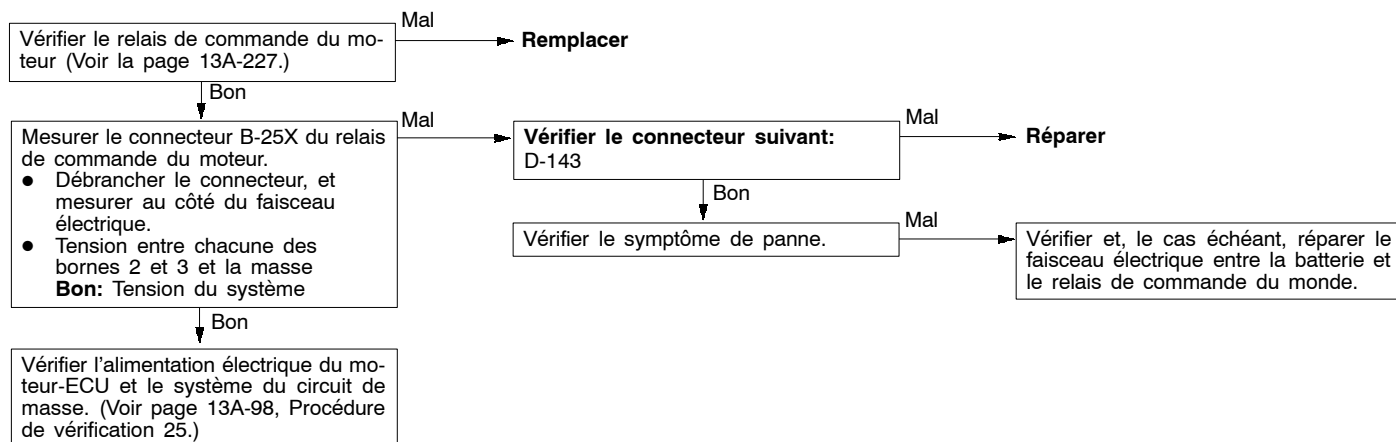 Vérifier le relais de commande du mo-
teur (Voir la page 13A-227.)
Mal
Remplacer
Bon
Mesurer le connecteur B-25X du relais
de commande du moteur.
● Débrancher le connecteur, et
mesurer au côté du faisceau
électrique.
● Tension entre chacune des
bornes 2 et 3 et la masse
Bon: Tension du système
Mal
Vérifier le connecteur suivant:
D-143
Mal
Réparer
Bon
Vérifier le symptôme de panne.
Mal
Vérifier et, le cas échéant, réparer le
faisceau électrique entre la batterie et
le relais de commande du monde.
Bon
Vérifier l'alimentation électrique du mo-
teur-ECU et le système du circuit de
masse. (Voir page 13A-98, Procédure
de vérification 25.)